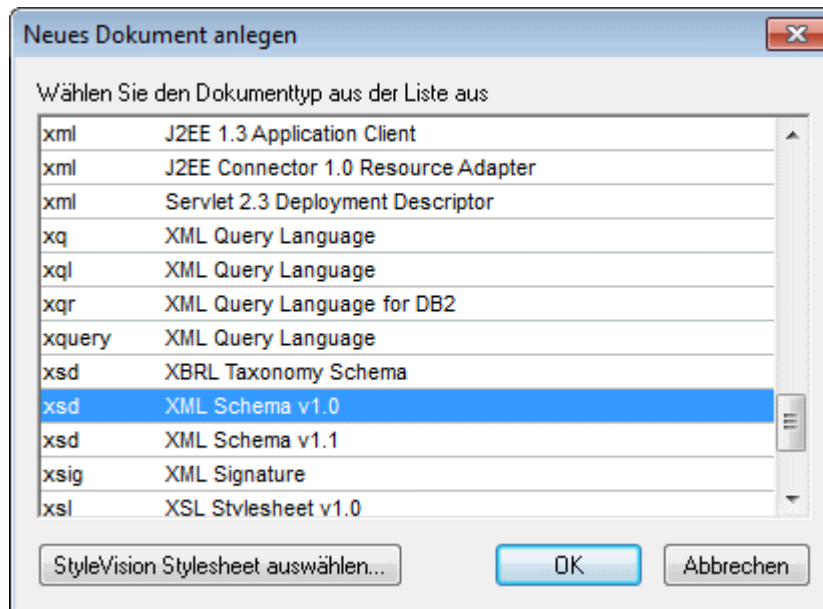 Neues Dokument anlegen
Wählen Sie den Dokumenttyp aus der Liste aus
xml J2EE 1.3 Application Client
xml J2EE Connector 1.0 Resource Adapter
xml Servlet 2.3 Deployment Descriptor
xq XML Query Language
xql XML Query Language
xqr XML Query Language for DB2
xquery XML Query Language
xsd XBRL Taxonomy Schema
xsd XML Schema v1.0
xsd XML Schema v1.1
xsig XML Signature
xsl XSL Stylesheet v1.0
StyleVision Stylesheet auswählen... OK Abbrechen